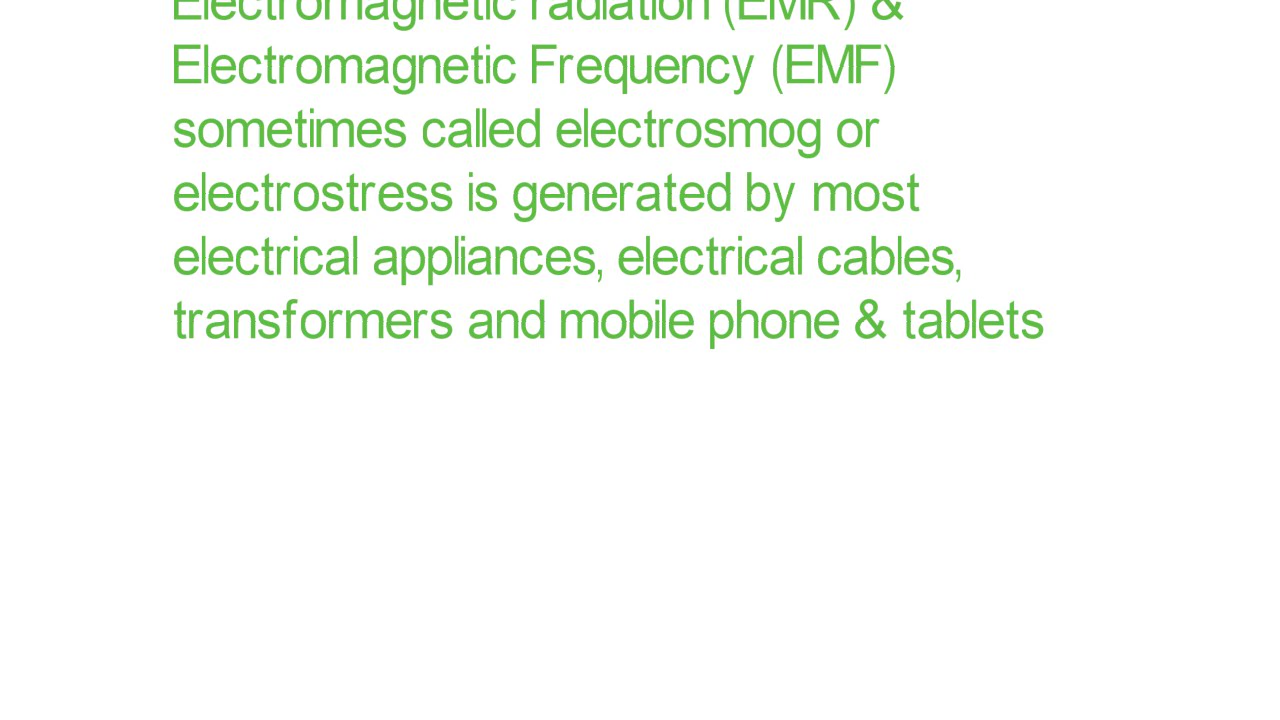 Electromagnetic radiation (EMR) &
Electromagnetic Frequency (EMF)
sometimes called electrosmog or
electrostress is generated by most
electrical appliances, electrical cables,
transformers and mobile phone & tablets